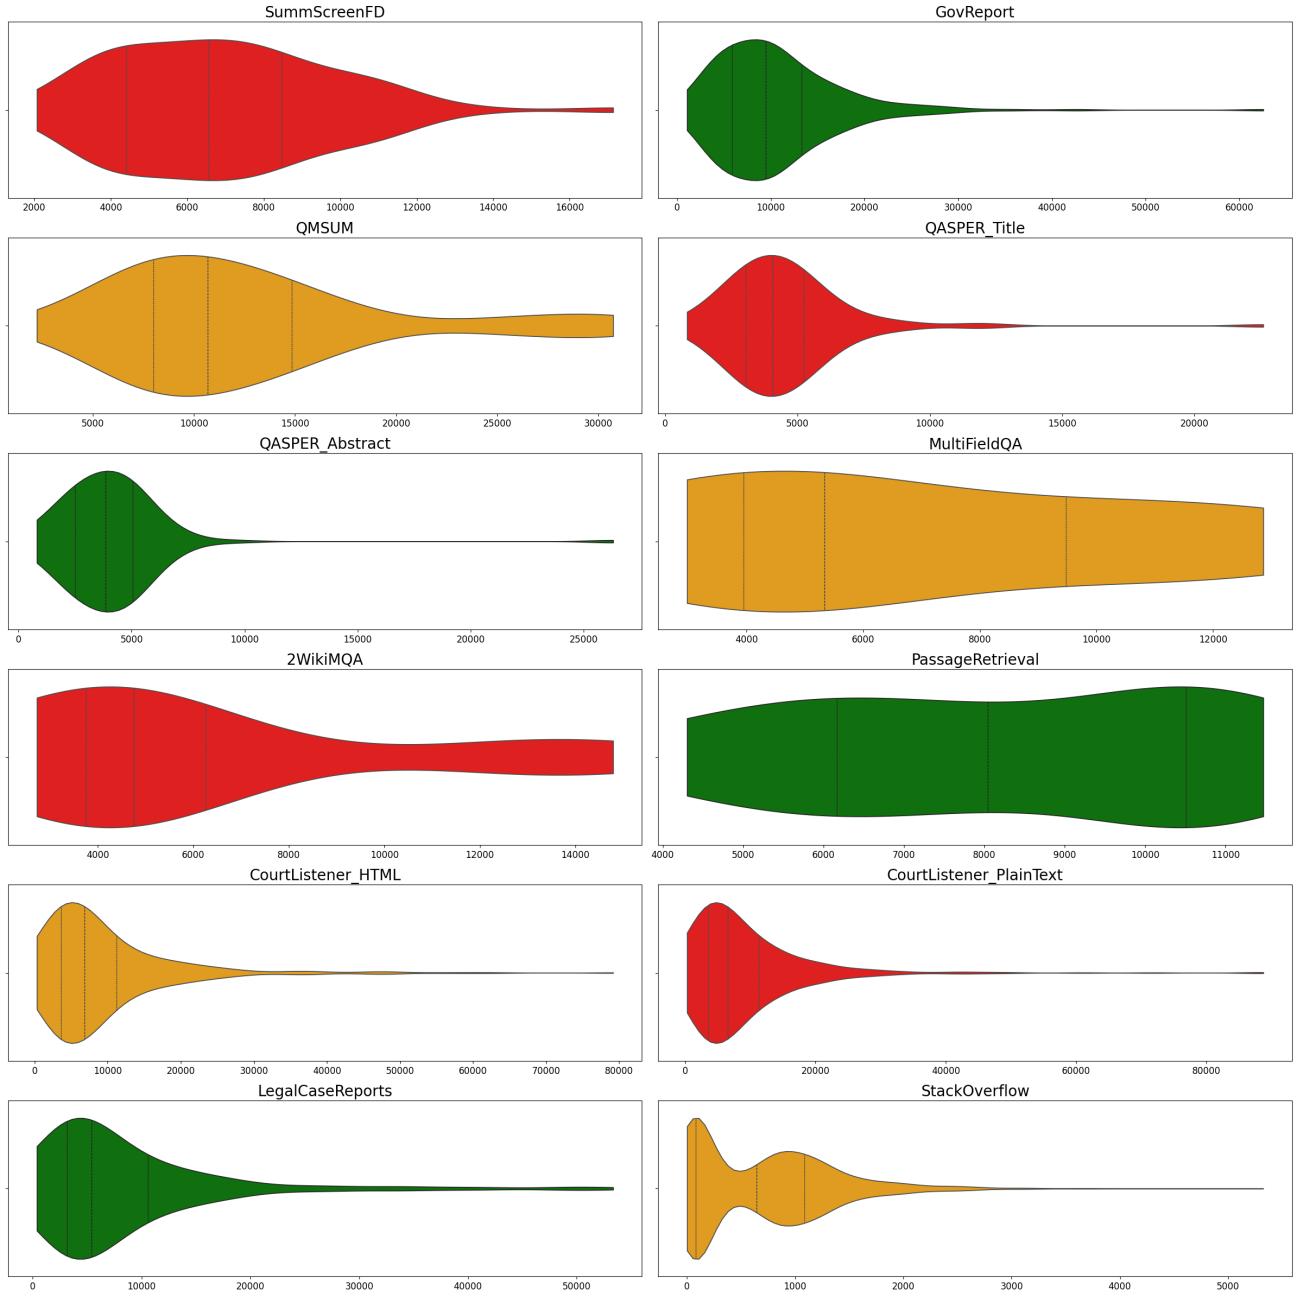 SummScreenFD
2000 4000 6000 8000 10000 12000 14000 16000
GovReport
0 10000 20000 30000 40000 50000 60000
QMSUM
5000 10000 15000 20000 25000 30000
QASPER_Title
0 5000 10000 15000 20000
QASPER_Abstract
0 5000 10000 15000 20000 25000
MultiFieldQA
4000 6000 8000 10000 12000
2WikiMQA
4000 6000 8000 10000 12000 14000
PassageRetrieval
4000 5000 6000 7000 8000 9000 10000 11000
CourtListener_HTML
0 10000 20000 30000 40000 50000 60000 70000 80000
CourtListener_PlainText
0 20000 40000 60000 80000
LegalCaseReports
0 10000 20000 30000 40000 50000
StackOverflow
0 1000 2000 3000 4000 5000